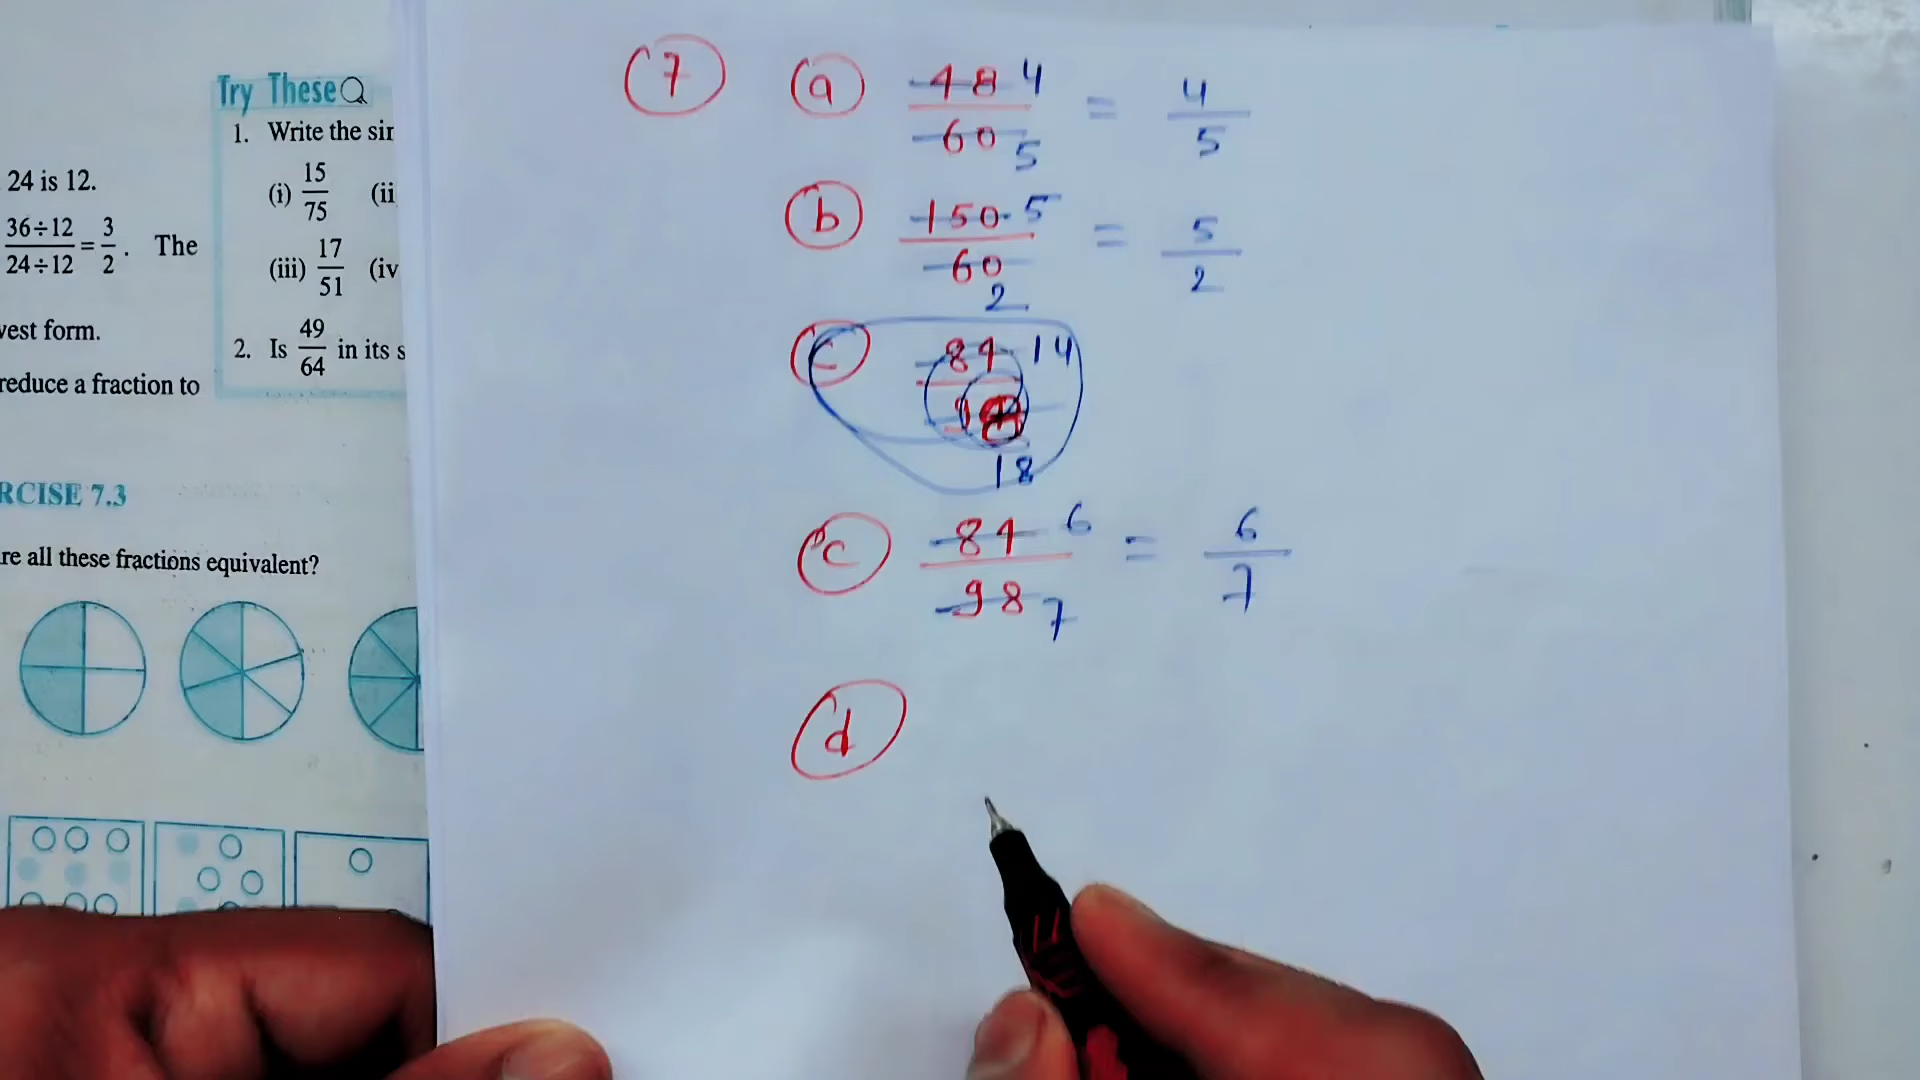 Try These
1. Write the sir
(i) 15/75 (ii
(iii) 17/51 (iv
2. Is 49/64 in its s
24 is 12.
36÷12/24÷12 = 3/2 . The
vest form.
reduce a fraction to
RCISE 7.3
re all these fractions equivalent?
7 a 48/60 4 5 = 4/5
b 150/60 5 2 = 5/2
c 84 14
18
c 84/98 6 7 = 6/7
d